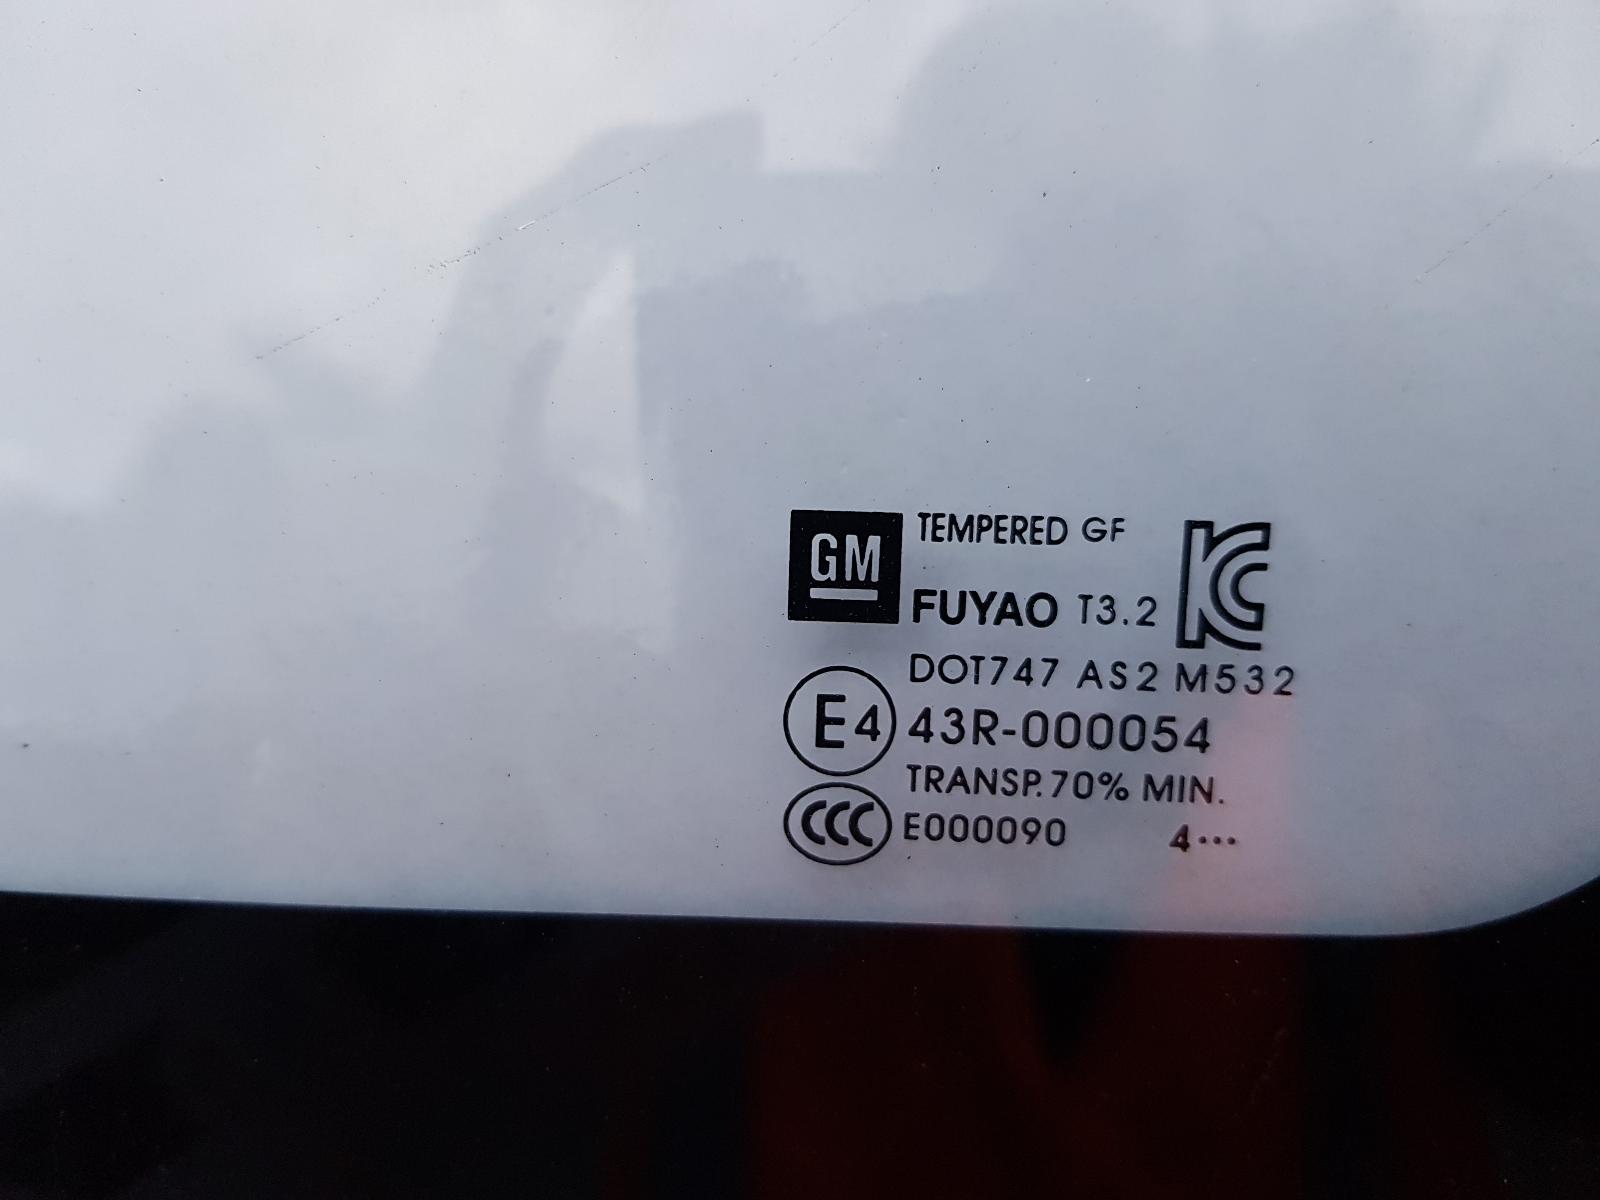 GM
TEMPERED GF
FUYAO T3.2
KC
DOT747 AS2 M532
E4 43R-000054
TRANSP. 70% MIN.
CCC E000090 4•••